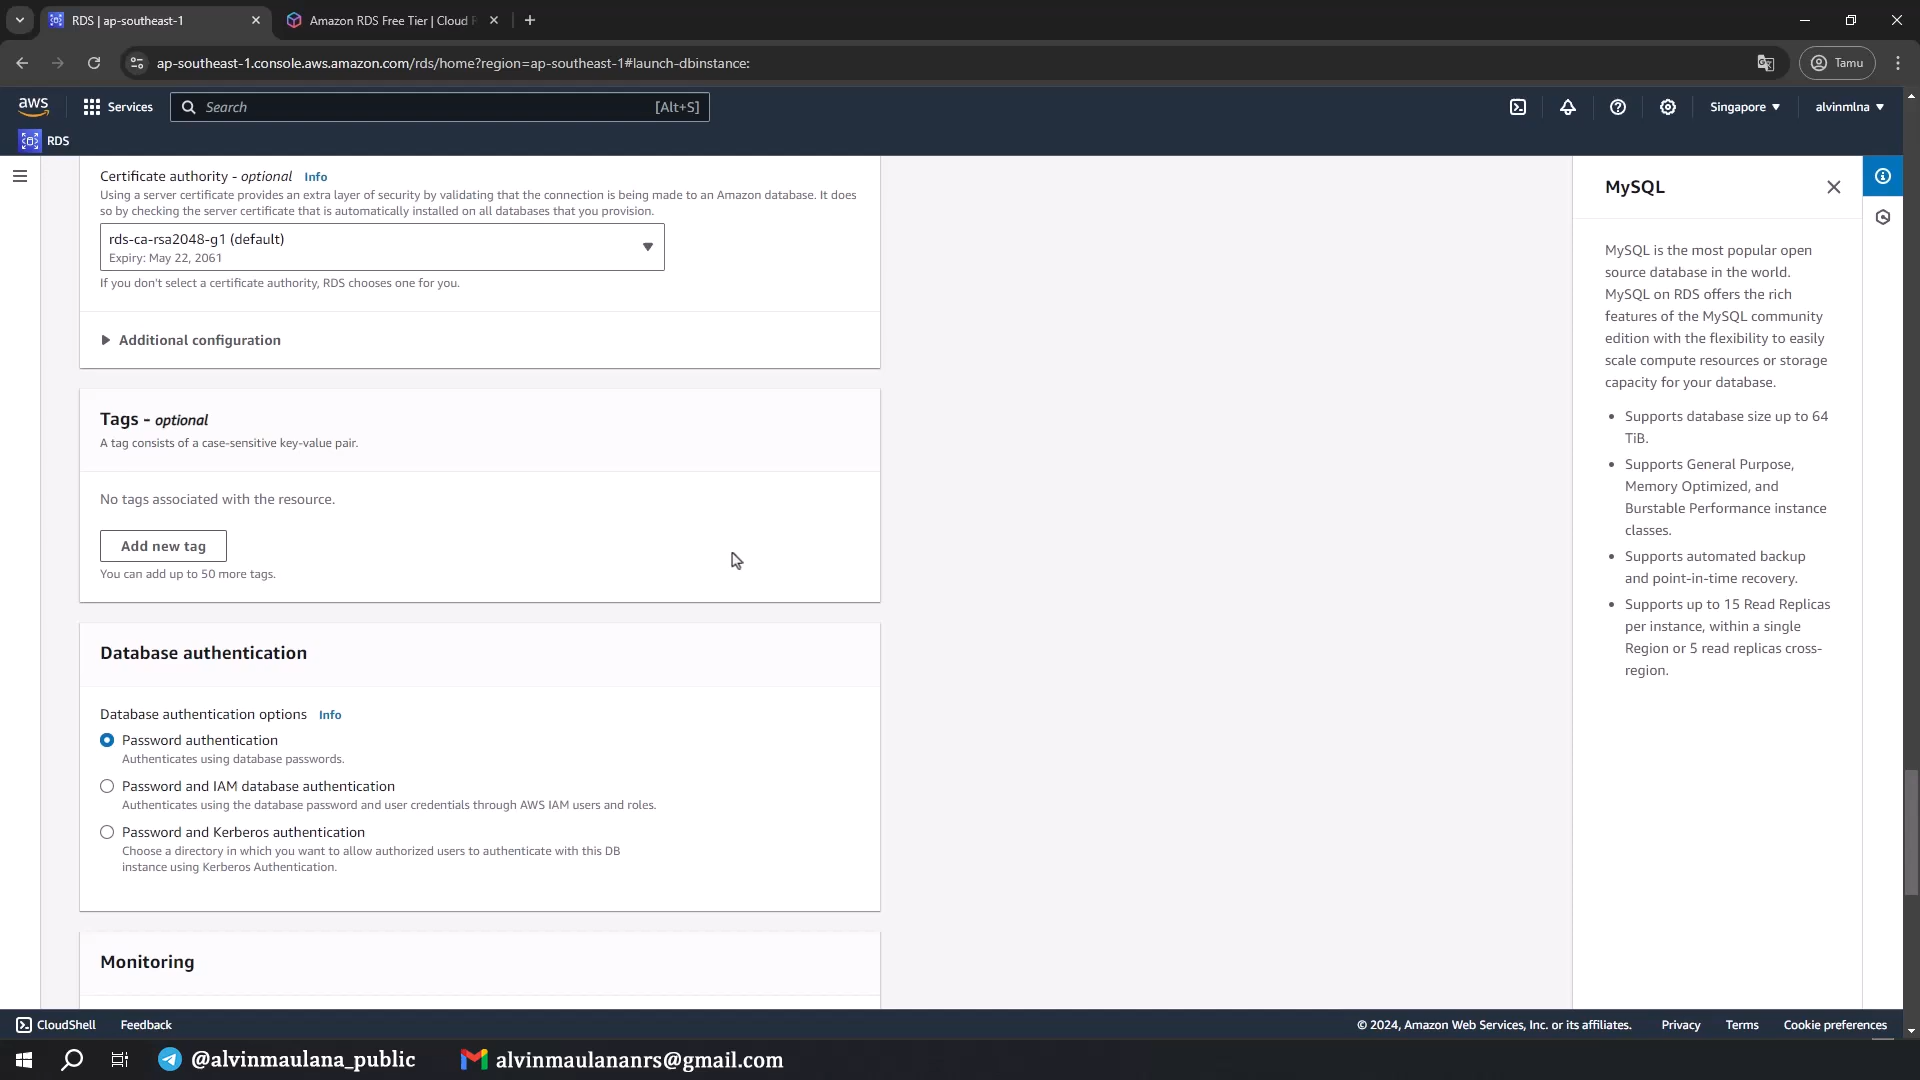 RDS | ap-southeast-1
Amazon RDS Free Tier | Cloud
ap-southeast-1.console.aws.amazon.com/rds/home?region=ap-southeast-1#launch-dbinstance:
Tamu
aws
Services
Search
[Alt+S]
Singapore
alvinmlna
RDS
Certificate authority - optional Info
Using a server certificate provides an extra layer of security by validating that the connection is being made to an Amazon database. It does
so by checking the server certificate that is automatically installed on all databases that you provision.
rds-ca-rsa2048-g1 (default)
Expiry: May 22, 2061
If you don't select a certificate authority, RDS chooses one for you.
Additional configuration
Tags - optional
A tag consists of a case-sensitive key-value pair.
No tags associated with the resource.
Add new tag
You can add up to 50 more tags.
Database authentication
Database authentication options Info
Password authentication
Authenticates using database passwords.
Password and IAM database authentication
Authenticates using the database password and user credentials through AWS IAM users and roles.
Password and Kerberos authentication
Choose a directory in which you want to allow authorized users to authenticate with this DB
instance using Kerberos Authentication.
Monitoring
MySQL
MySQL is the most popular open
source database in the world.
MySQL on RDS offers the rich
features of the MySQL community
edition with the flexibility to easily
scale compute resources or storage
capacity for your database.
• Supports database size up to 64
TiB.
• Supports General Purpose,
Memory Optimized, and
Burstable Performance instance
classes.
• Supports automated backup
and point-in-time recovery.
• Supports up to 15 Read Replicas
per instance, within a single
Region or 5 read replicas cross-
region.
CloudShell
Feedback
© 2024, Amazon Web Services, Inc. or its affiliates.
Privacy
Terms
Cookie preferences
@alvinmaulana_public
alvinmaulananrs@gmail.com